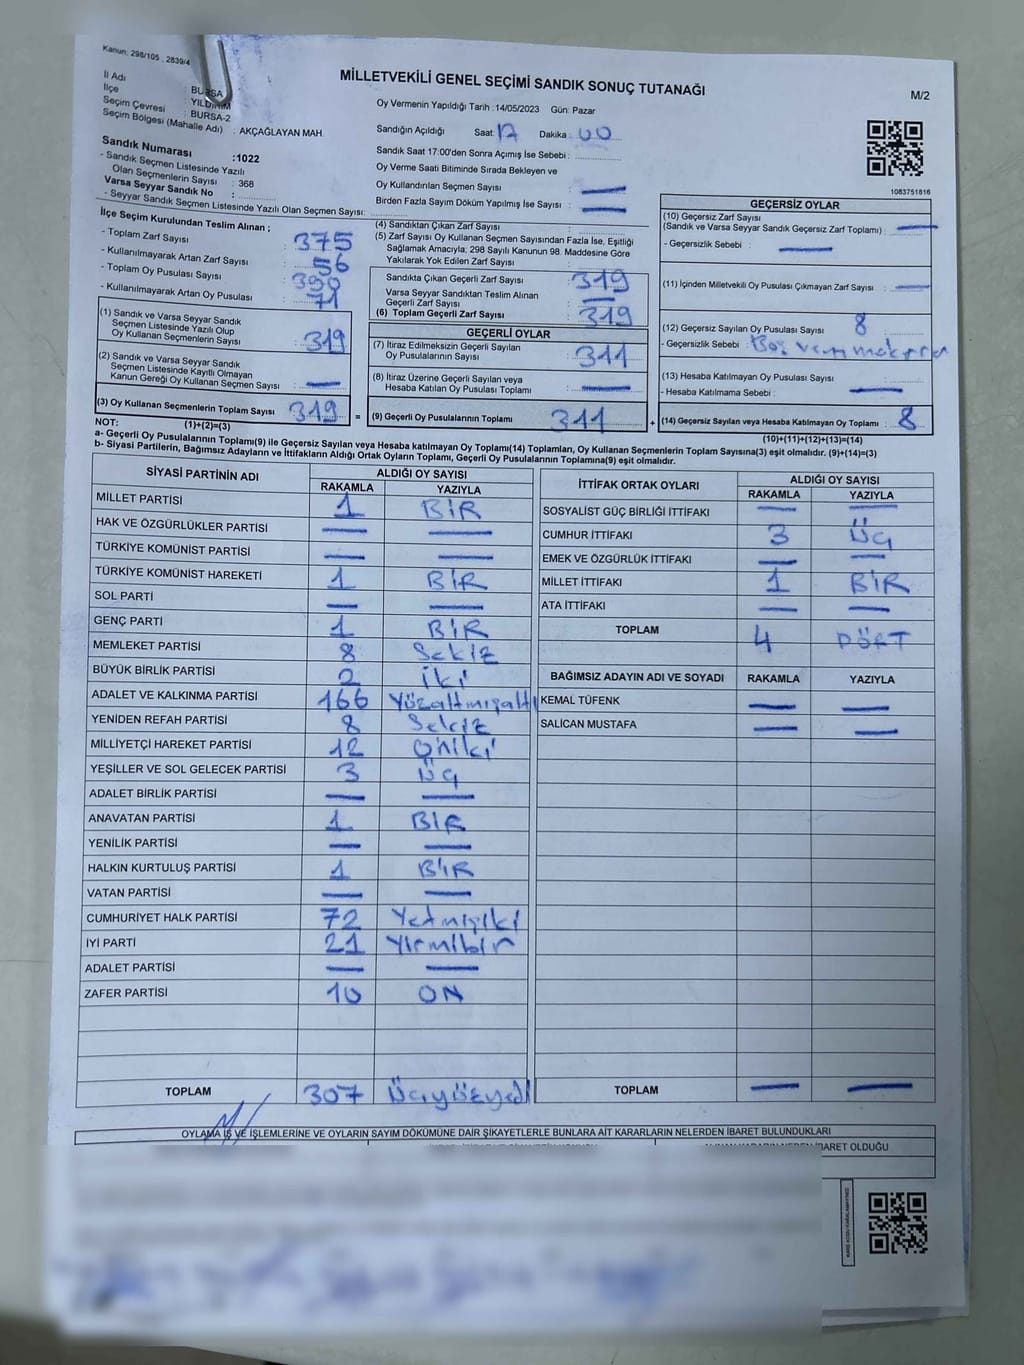 Kanun: 298/105 , 2839/4
MİLLETVEKİLİ GENEL SEÇİMİ SANDIK SONUÇ TUTANAĞI
M/2
İl Adı : BURSA
İlçe : YILDIRIM
Seçim Çevresi : BURSA-2
Seçim Bölgesi (Mahalle Adı) : AKÇAĞLAYAN MAH.
Sandık Numarası :1022
- Sandık Seçmen Listesinde Yazılı
Olan Seçmenlerin Sayısı : 368
Varsa Seyyar Sandık No :
- Seyyar Sandık Seçmen Listesinde Yazılı Olan Seçmen Sayısı:
Oy Vermenin Yapıldığı Tarih :14/05/2023 Gün: Pazar
Sandığın Açıldığı Saat: 17 Dakika : 00
Sandık Saat 17:00'den Sonra Açımış İse Sebebi :
Oy Verme Saati Bitiminde Sırada Bekleyen ve
Oy Kullandırılan Seçmen Sayısı : —
Birden Fazla Sayım Döküm Yapılmış İse Sayısı : —
1083751816
İlçe Seçim Kurulundan Teslim Alınan ;
- Toplam Zarf Sayısı : 375
- Kullanılmayarak Artan Zarf Sayısı : 56
- Toplam Oy Pusulası Sayısı :
- Kullanılmayarak Artan Oy Pusulası : 71
(1) Sandık ve Varsa Seyyar Sandık
Seçmen Listesinde Yazılı Olup
Oy Kullanan Seçmenlerin Sayısı : 319
(2) Sandık ve Varsa Seyyar Sandık
Seçmen Listesinde Kayıtlı Olmayan
Kanun Gereği Oy Kullanan Seçmen Sayısı : —
(3) Oy Kullanan Seçmenlerin Toplam Sayısı : 319
(4) Sandıktan Çıkan Zarf Sayısı :
(5) Zarf Sayısı Oy Kullanan Seçmen Sayısından Fazla İse, Eşitliği
Sağlamak Amacıyla; 298 Sayılı Kanunun 98. Maddesine Göre
Yakılarak Yok Edilen Zarf Sayısı :
Sandıkta Çıkan Geçerli Zarf Sayısı : 319
Varsa Seyyar Sandıktan Teslim Alınan
Geçerli Zarf Sayısı : —
(6) Toplam Geçerli Zarf Sayısı : 319
GEÇERLİ OYLAR
(7) İtiraz Edilmeksizin Geçerli Sayılan
Oy Pusulalarının Sayısı : 311
(8) İtiraz Üzerine Geçerli Sayılan veya
Hesaba Katılan Oy Pusulası Toplamı : —
= (9) Geçerli Oy Pusulalarının Toplamı 311
GEÇERSİZ OYLAR
(10) Geçersiz Zarf Sayısı
(Sandık ve Varsa Seyyar Sandık Geçersiz Zarf Toplamı) : —
- Geçersizlik Sebebi : —
(11) İçinden Milletvekili Oy Pusulası Çıkmayan Zarf Sayısı : —
(12) Geçersiz Sayılan Oy Pusulası Sayısı : 8
- Geçersizlik Sebebi :
(13) Hesaba Katılmayan Oy Pusulası Sayısı
- Hesaba Katılmama Sebebi : —
+ (14) Geçersiz Sayılan veya Hesaba Katılmayan Oy Toplamı : 8
NOT: (1)+(2)=(3)
(10)+(11)+(12)+(13)=(14)
a- Geçerli Oy Pusulalarının Toplamı(9) ile Geçersiz Sayılan veya Hesaba katılmayan Oy Toplamı(14) Toplamları, Oy Kullanan Seçmenlerin Toplam Sayısına(3) eşit olmalıdır. (9)+(14)=(3)
b- Siyasi Partilerin, Bağımsız Adayların ve İttifakların Aldığı Ortak Oyların Toplamı, Geçerli Oy Pusulalarının Toplamına(9) eşit olmalıdır.
SİYASİ PARTİNİN ADI ALDIĞI OY SAYISI
RAKAMLA YAZIYLA
MİLLET PARTİSİ 1 BİR
HAK VE ÖZGÜRLÜKLER PARTİSİ — —
TÜRKİYE KOMÜNİST PARTİSİ — —
TÜRKİYE KOMÜNİST HAREKETİ 1 BİR
SOL PARTİ — —
GENÇ PARTİ 1 BİR
MEMLEKET PARTİSİ 8 Sekiz
BÜYÜK BİRLİK PARTİSİ 2 iki
ADALET VE KALKINMA PARTİSİ 166 Yüzaltmışaltı
YENİDEN REFAH PARTİSİ 8 Sekiz
MİLLİYETÇİ HAREKET PARTİSİ 12 Oniki
YEŞİLLER VE SOL GELECEK PARTİSİ 3 üç
ADALET BİRLİK PARTİSİ — —
ANAVATAN PARTİSİ 1 BİR
YENİLİK PARTİSİ — —
HALKIN KURTULUŞ PARTİSİ 1 BİR
VATAN PARTİSİ — —
CUMHURİYET HALK PARTİSİ 72 Yetmişiki
İYİ PARTİ 21 Yirmibir
ADALET PARTİSİ — —
ZAFER PARTİSİ 10 ON
TOPLAM 307 Üçyüzyedi
İTTİFAK ORTAK OYLARI ALDIĞI OY SAYISI
RAKAMLA YAZIYLA
SOSYALİST GÜÇ BİRLİĞİ İTTİFAKI — —
CUMHUR İTTİFAKI 3 Üç
EMEK VE ÖZGÜRLÜK İTTİFAKI — —
MİLLET İTTİFAKI 1 BİR
ATA İTTİFAKI — —
TOPLAM 4 DÖRT
BAĞIMSIZ ADAYIN ADI VE SOYADI RAKAMLA YAZIYLA
KEMAL TÜFENK — —
SALİCAN MUSTAFA — —
TOPLAM — —
OYLAMA İŞ VE İŞLEMLERİNE VE OYLARIN SAYIM DÖKÜMÜNE DAİR ŞİKAYETLERLE BUNLARA AİT KARARLARIN NELERDEN İBARET BULUNDUKLARI
İBARET OLDUĞU